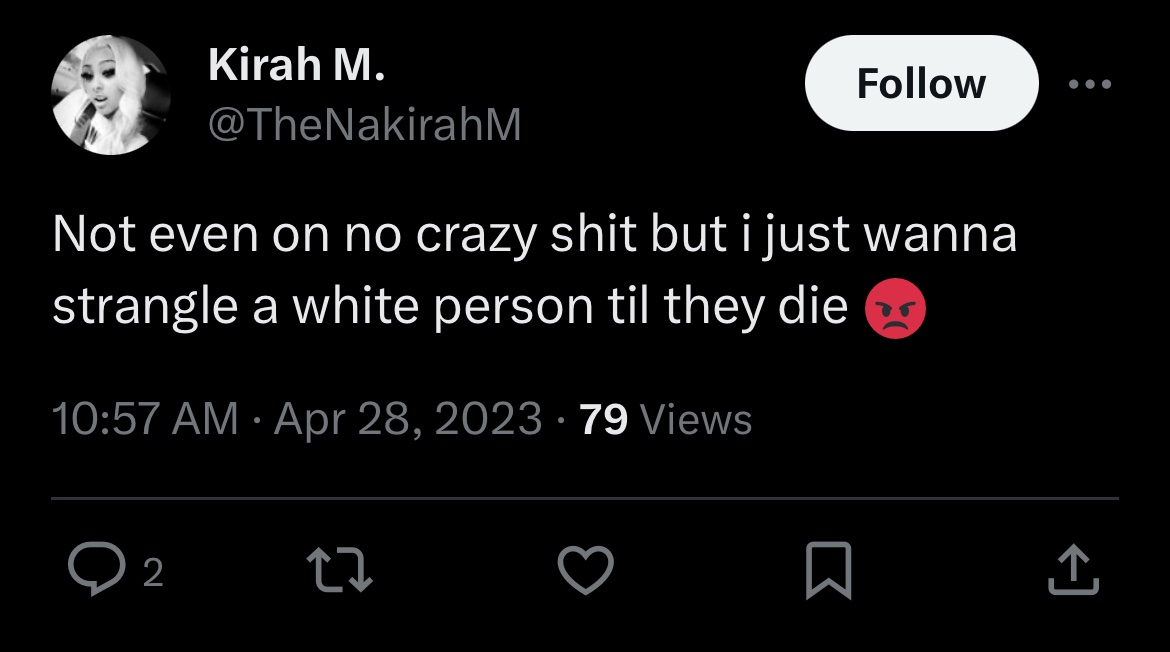 Kirah M.
@TheNakirahM
Follow
Not even on no crazy shit but i just wanna
strangle a white person til they die 😡
10:57 AM · Apr 28, 2023 · 79 Views
2